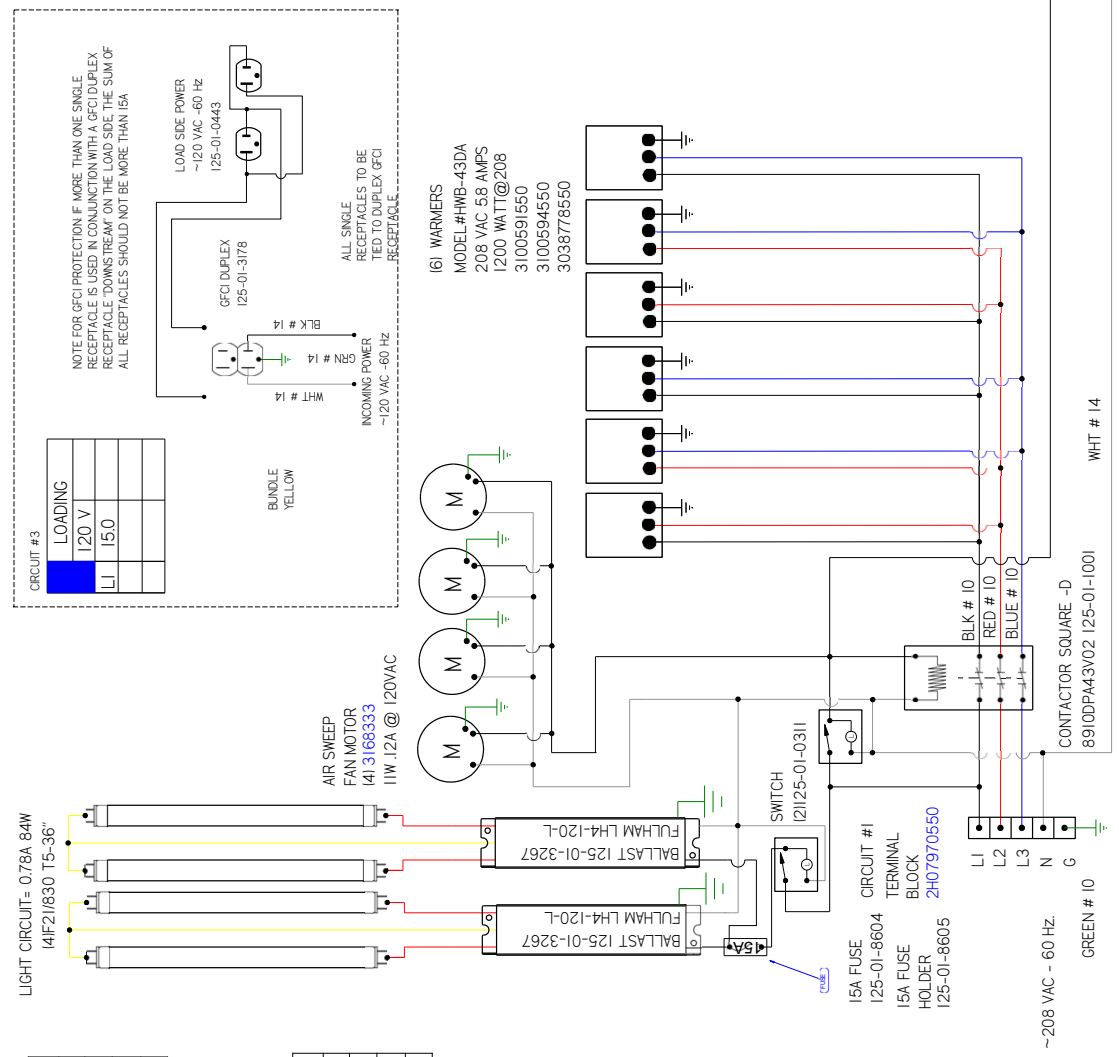 CIRCUIT #3
LOADING
120 V
L1
15.0
NOTE FOR GFCI PROTECTION IF MORE THAN ONE SINGLE
RECEPTACLE IS USED IN CONJUNCTION WITH A GFCI DUPLEX
RECEPTACLE "DOWNSTREAM" ON THE LOAD SIDE, THE SUM OF
ALL RECEPTACLES SHOULD NOT BE MORE THAN 15A
LOAD SIDE POWER
~120 VAC -60 Hz
125-01-0443
GFCI DUPLEX
125-01-3178
ALL SINGLE
RECEPTACLES TO BE
TIED TO DUPLEX GFCI
RECEPTACLE
BLK # 14
GRN # 14
WHT # 14
INCOMING POWER
~120 VAC -60 Hz
BUNDLE
YELLOW
(6) WARMERS
MODEL#HWB-43DA
208 VAC 5.8 AMPS
1200 WATT@208
3100591550
3100594550
3038778550
AIR SWEEP
FAN MOTOR
(4) 3168333
11W .12A @ 120VAC
M
M
M
M
LIGHT CIRCUIT= 0.78A 84W
(4)F21/830 T5-36"
BALLAST 125-01-3267
FULHAM LH4-120-L
BALLAST 125-01-3267
FULHAM LH4-120-L
15A
FUSE
SWITCH
(2)125-01-0311
L
L
15A FUSE
125-01-8604
15A FUSE
HOLDER
125-01-8605
CIRCUIT #1
TERMINAL
BLOCK
2H07970550
L1
L2
L3
N
G
~208 VAC - 60 Hz.
GREEN # 10
BLK # 10
RED # 10
BLUE # 10
CONTACTOR SQUARE -D
8910DPA43V02 125-01-1001
WHT # 14